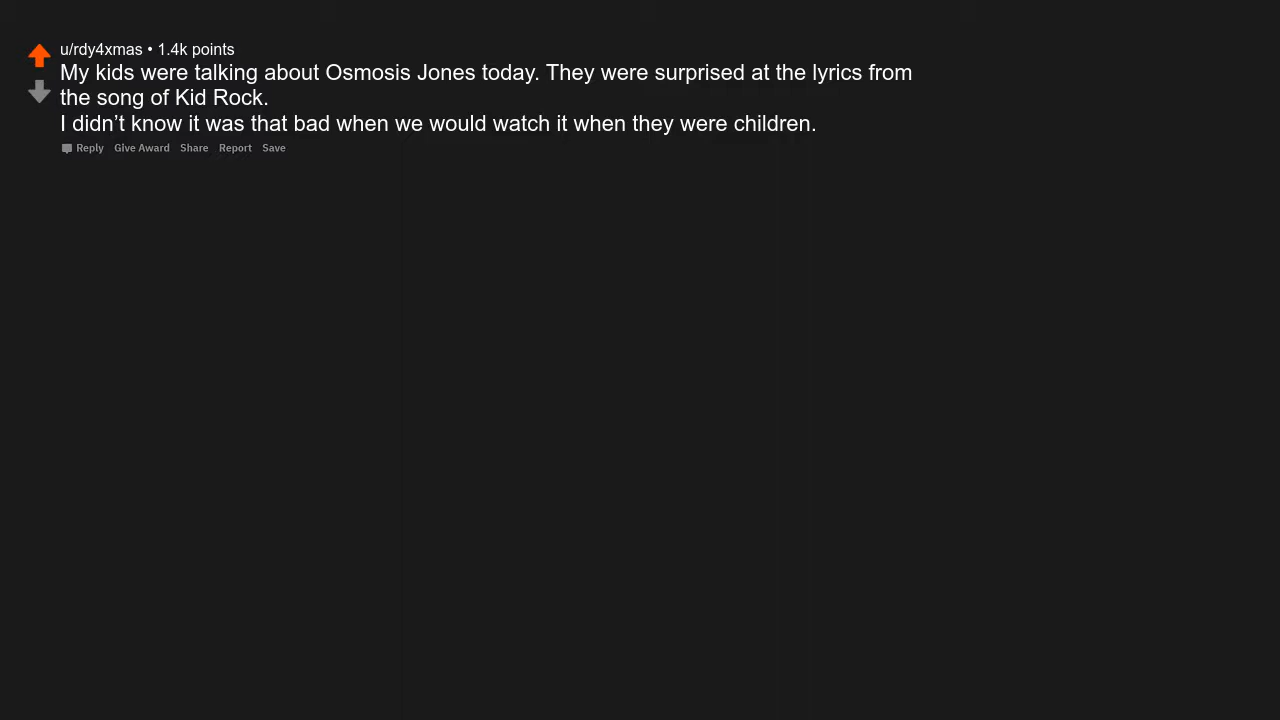 u/rdy4xmas • 1.4k points
My kids were talking about Osmosis Jones today. They were surprised at the lyrics from
the song of Kid Rock.
I didn’t know it was that bad when we would watch it when they were children.
Reply Give Award Share Report Save